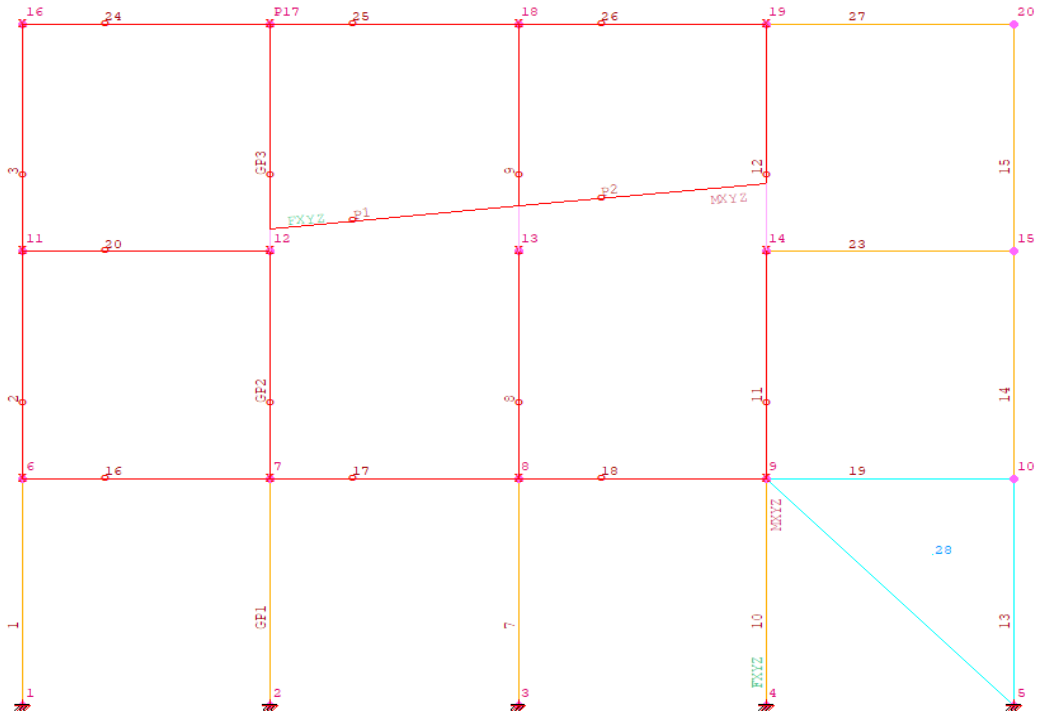 16 24 P17 25 18 26 19 27 20
3 GP3 9 12 15
FXYZ P1 P2 MXYZ
11 20 12 13 14 23 15
2 GP2 8 11 14
6 16 7 17 8 18 9 19 10
MXYZ
28
1 GP1 7 10 13
FXYZ
1 2 3 4 5